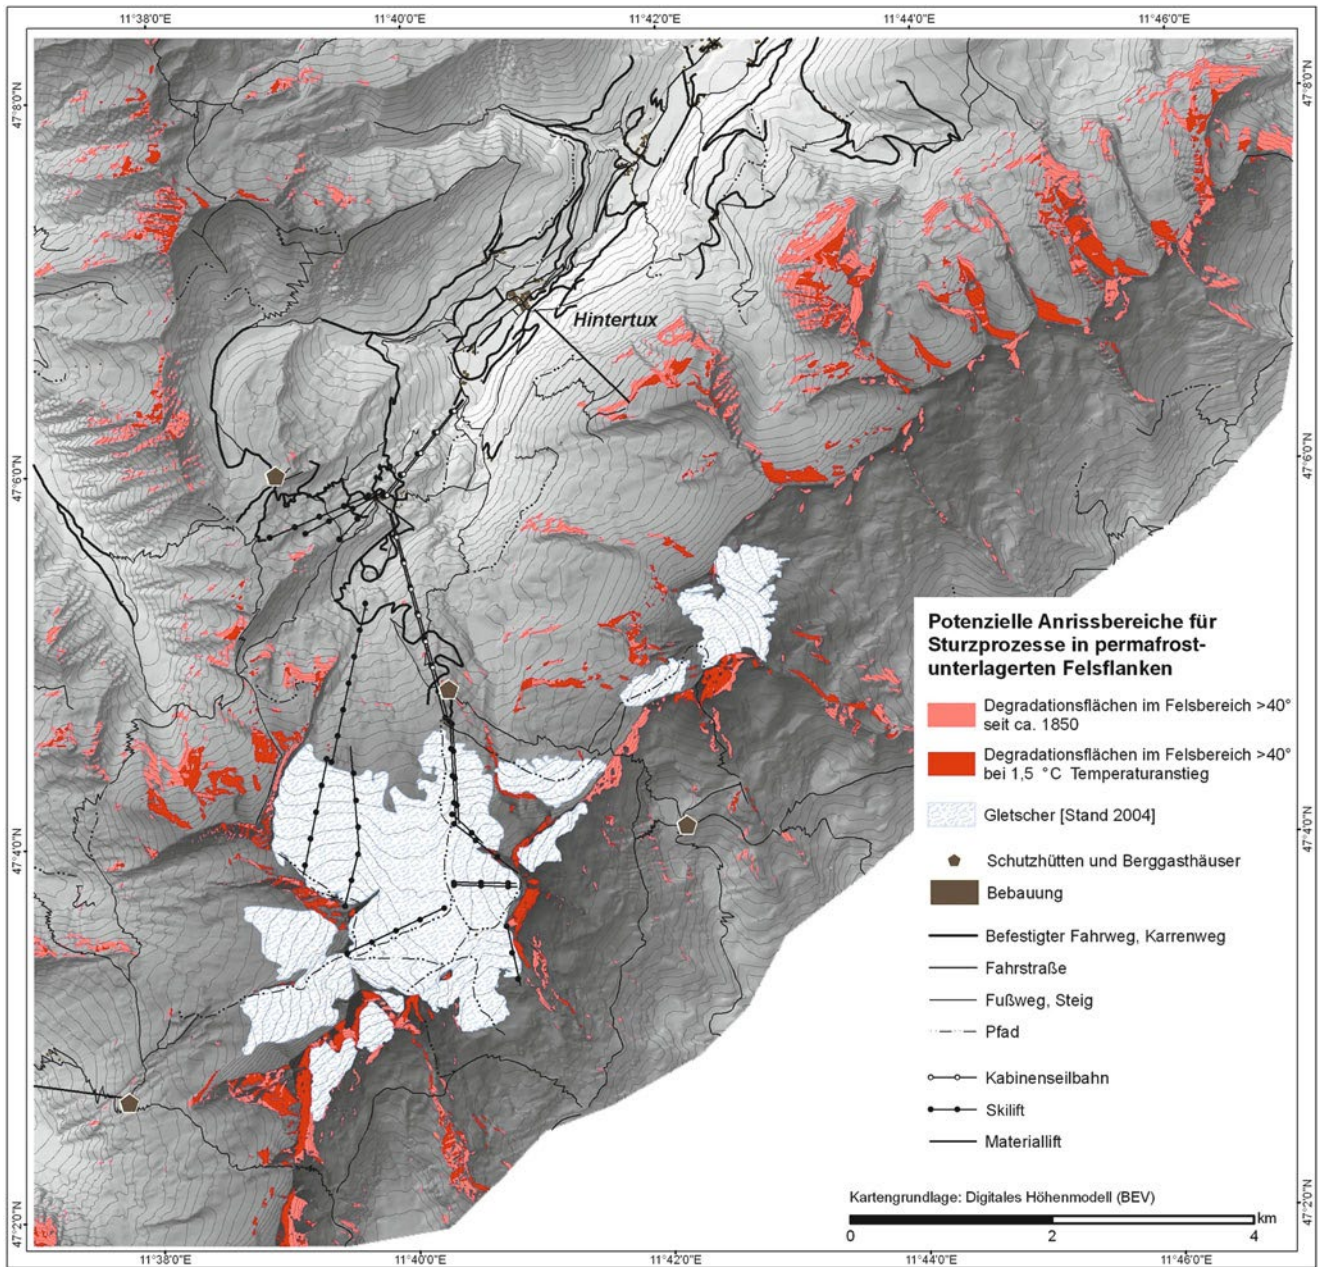 11°38'0"E 11°40'0"E 11°42'0"E 11°44'0"E 11°46'0"E
47°8'0"N 47°8'0"N
Hintertux
47°6'0"N 47°6'0"N
Potenzielle Anrissbereiche für
Sturzprozesse in permafrost-
unterlagerten Felsflanken
Degradationsflächen im Felsbereich >40°
seit ca. 1850
Degradationsflächen im Felsbereich >40°
bei 1,5 °C Temperaturanstieg
Gletscher [Stand 2004]
47°4'0"N 47°4'0"N
Schutzhütten und Berggasthäuser
Bebauung
Befestigter Fahrweg, Karrenweg
Fahrstraße
Fußweg, Steig
Pfad
Kabinenseilbahn
Skilift
Materiallift
Kartengrundlage: Digitales Höhenmodell (BEV)
km
0 2 4
47°2'0"N 47°2'0"N
11°38'0"E 11°40'0"E 11°42'0"E 11°44'0"E 11°46'0"E